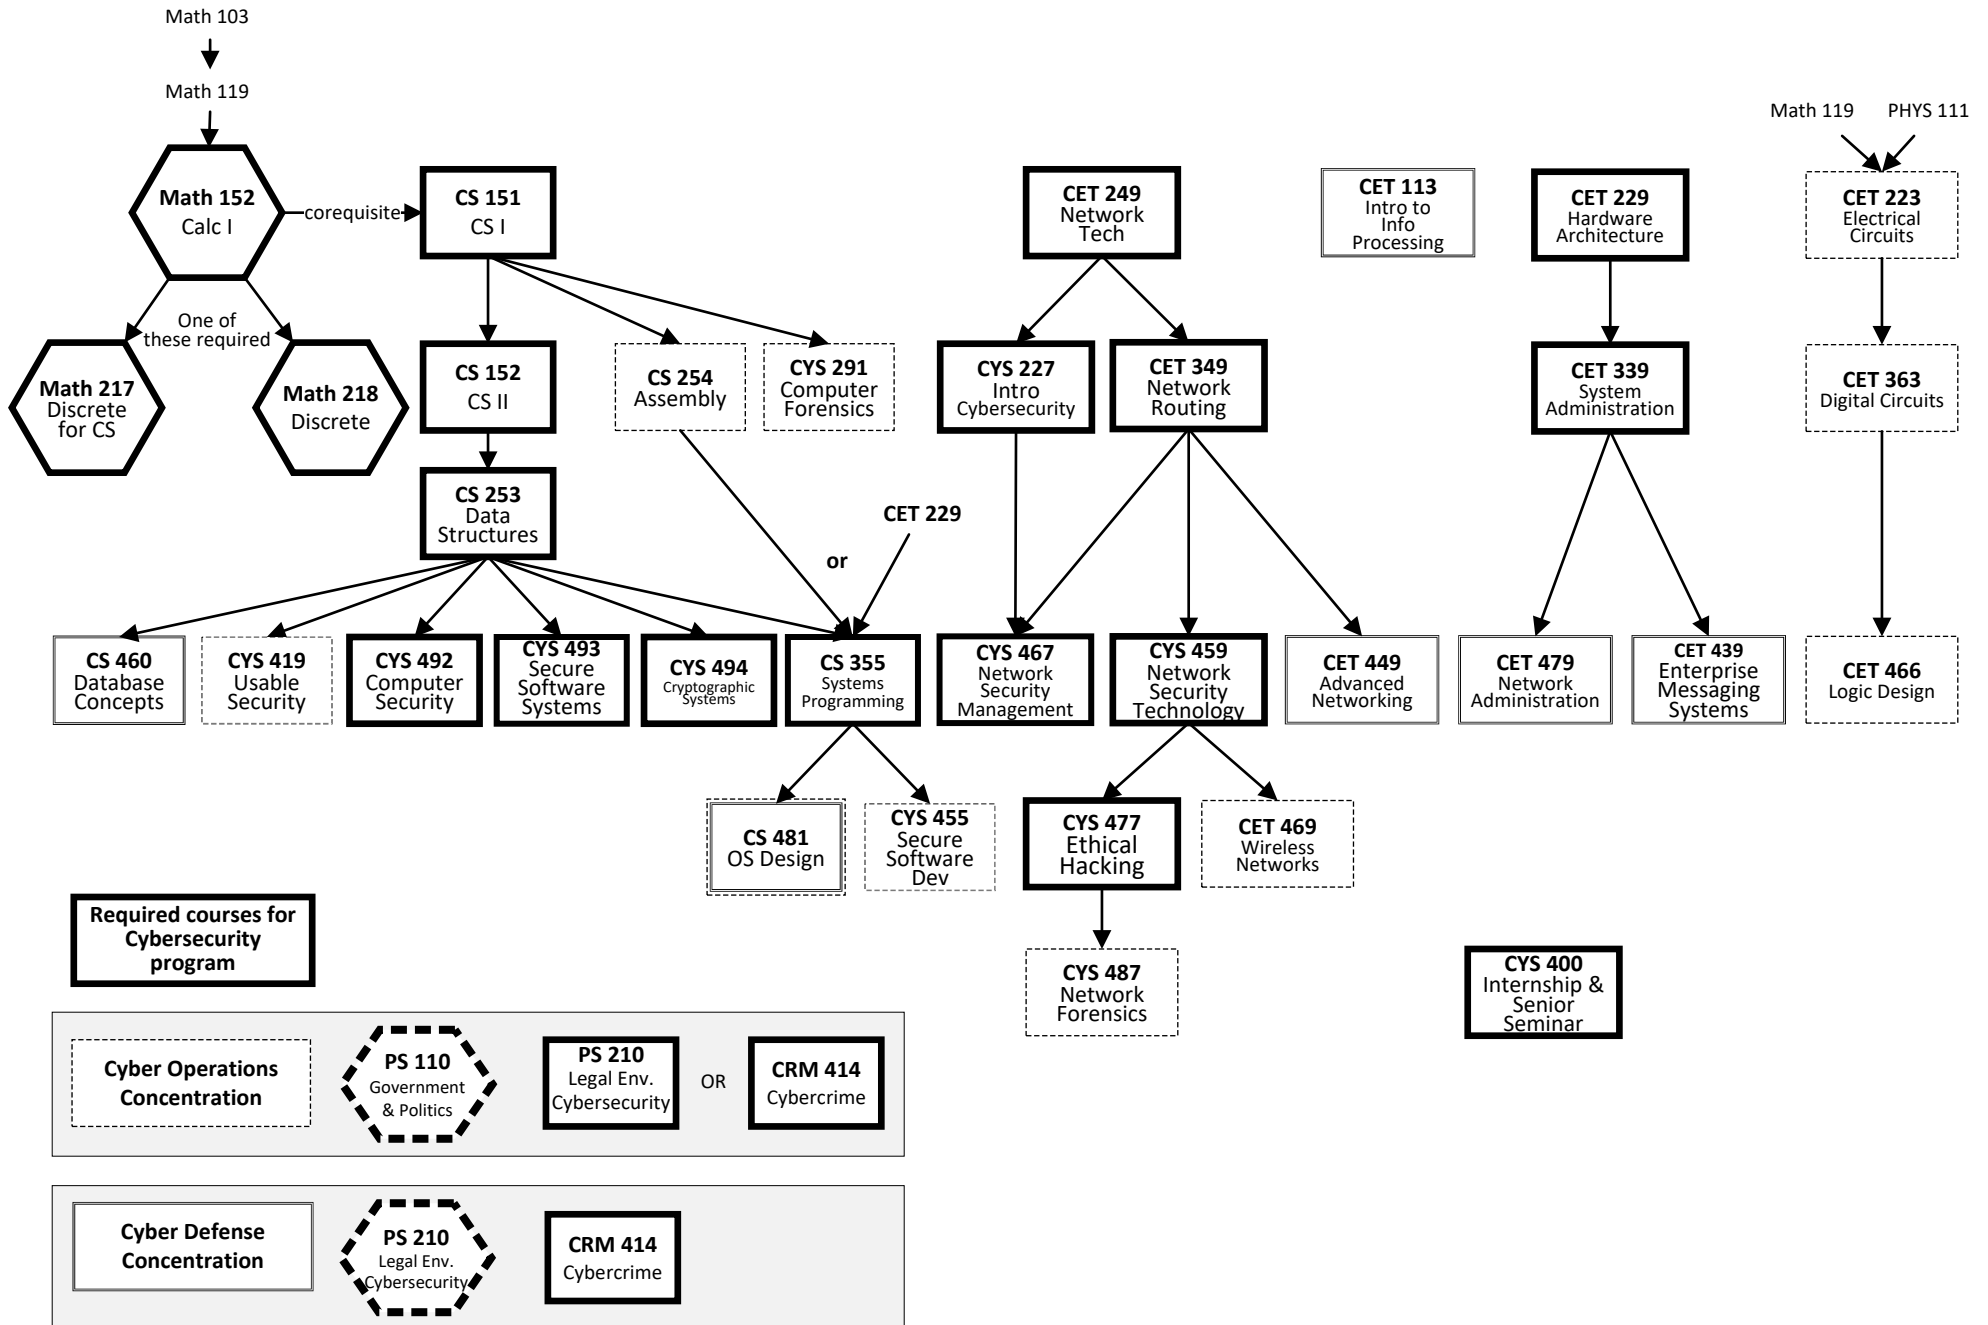 Math 103
Math 119
Math 119
PHYS 111
Math 152
Calc I
corequisite
CS 151
CS I
CET 249
Network
Tech
CET 113
Intro to
Info
Processing
CET 229
Hardware
Architecture
CET 223
Electrical
Circuits
One of
these required
Math 217
Discrete
for CS
Math 218
Discrete
CS 152
CS II
CS 254
Assembly
CYS 291
Computer
Forensics
CYS 227
Intro
Cybersecurity
CET 349
Network
Routing
CET 339
System
Administration
CET 363
Digital Circuits
CS 253
Data
Structures
CET 229
or
CS 460
Database
Concepts
CYS 419
Usable
Security
CYS 492
Computer
Security
CYS 493
Secure
Software
Systems
CYS 494
Cryptographic
Systems
CS 355
Systems
Programming
CYS 467
Network
Security
Management
CYS 459
Network
Security
Technology
CET 449
Advanced
Networking
CET 479
Network
Administration
CET 439
Enterprise
Messaging
Systems
CET 466
Logic Design
CS 481
OS Design
CYS 455
Secure
Software
Dev
CYS 477
Ethical
Hacking
CET 469
Wireless
Networks
Required courses for
Cybersecurity
program
CYS 487
Network
Forensics
CYS 400
Internship &
Senior
Seminar
Cyber Operations
Concentration
PS 110
Government
& Politics
PS 210
Legal Env.
Cybersecurity
OR
CRM 414
Cybercrime
Cyber Defense
Concentration
PS 210
Legal Env.
Cybersecurity
CRM 414
Cybercrime